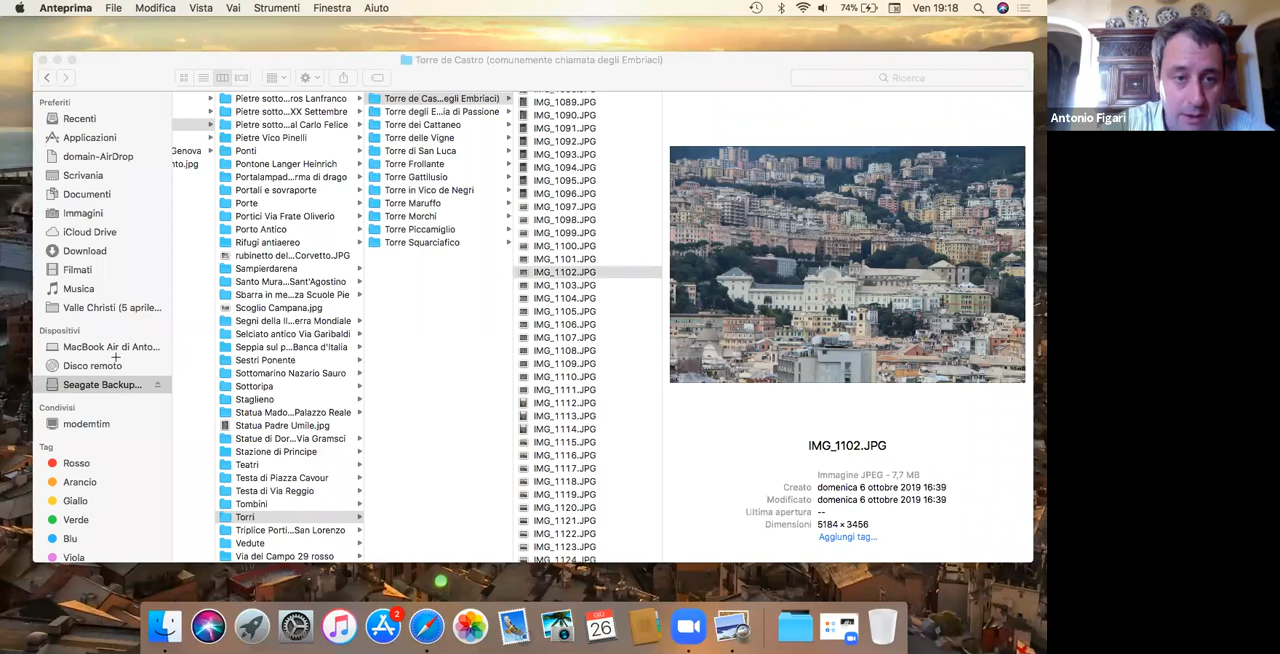 Anteprima File Modifica Vista Vai Strumenti Finestra Aiuto 74% Ven 19:18
Torre de Castro (comunemente chiamata degli Embriaci)
Ricerca
Preferiti
Recenti
Applicazioni
domain-AirDrop
Scrivania
Documenti
Immagini
iCloud Drive
Download
Filmati
Musica
Valle Christi (5 aprile...
Dispositivi
MacBook Air di Anto...
Disco remoto
Seagate Backup...
Condivisi
modemtim
Tag
Rosso
Arancio
Giallo
Verde
Blu
Viola
Genova
nto.jpg
Pietre sotto...ros Lanfranco
Pietre sotto...XX Settembre
Pietre sotto...al Carlo Felice
Pietre Vico Pinelli
Ponti
Pontone Langer Heinrich
Portalampad...rma di drago
Portali e sovraporte
Porte
Portici Via Frate Oliverio
Porto Antico
Rifugi antiaereo
rubinetto del...Corvetto.JPG
Sampierdarena
Santo Mura...Sant'Agostino
Sbarra in me...za Scuole Pie
Scoglio Campana.jpg
Segni della II...erra Mondiale
Selciato antico Via Garibaldi
Seppia sul p...Banca d'Italia
Sestri Ponente
Sottomarino Nazario Sauro
Sottoripa
Staglieno
Statua Mado...Palazzo Reale
Statua Padre Umile.jpg
Statue di Dor...Via Gramsci
Stazione di Principe
Teatri
Testa di Piazza Cavour
Testa di Via Reggio
Tombini
Torri
Triplice Porti...San Lorenzo
Vedute
Via del Campo 29 rosso
Torre de Cas...egli Embriaci)
Torre degli E...ia di Passione
Torre dei Cattaneo
Torre delle Vigne
Torre di San Luca
Torre Frollante
Torre Gattilusio
Torre in Vico de Negri
Torre Maruffo
Torre Morchi
Torre Piccamiglio
Torre Squarciafico
IMG_1089.JPG
IMG_1090.JPG
IMG_1091.JPG
IMG_1092.JPG
IMG_1093.JPG
IMG_1094.JPG
IMG_1095.JPG
IMG_1096.JPG
IMG_1097.JPG
IMG_1098.JPG
IMG_1099.JPG
IMG_1100.JPG
IMG_1101.JPG
IMG_1102.JPG
IMG_1103.JPG
IMG_1104.JPG
IMG_1105.JPG
IMG_1106.JPG
IMG_1107.JPG
IMG_1108.JPG
IMG_1109.JPG
IMG_1110.JPG
IMG_1111.JPG
IMG_1112.JPG
IMG_1113.JPG
IMG_1114.JPG
IMG_1115.JPG
IMG_1116.JPG
IMG_1117.JPG
IMG_1118.JPG
IMG_1119.JPG
IMG_1120.JPG
IMG_1121.JPG
IMG_1122.JPG
IMG_1123.JPG
IMG_1124.JPG
IMG_1102.JPG
Immagine JPEG - 7,7 MB
Creato domenica 6 ottobre 2019 16:39
Modificato domenica 6 ottobre 2019 16:39
Ultima apertura --
Dimensioni 5184 × 3456
Aggiungi tag...
Antonio Figari
2
GIU
26